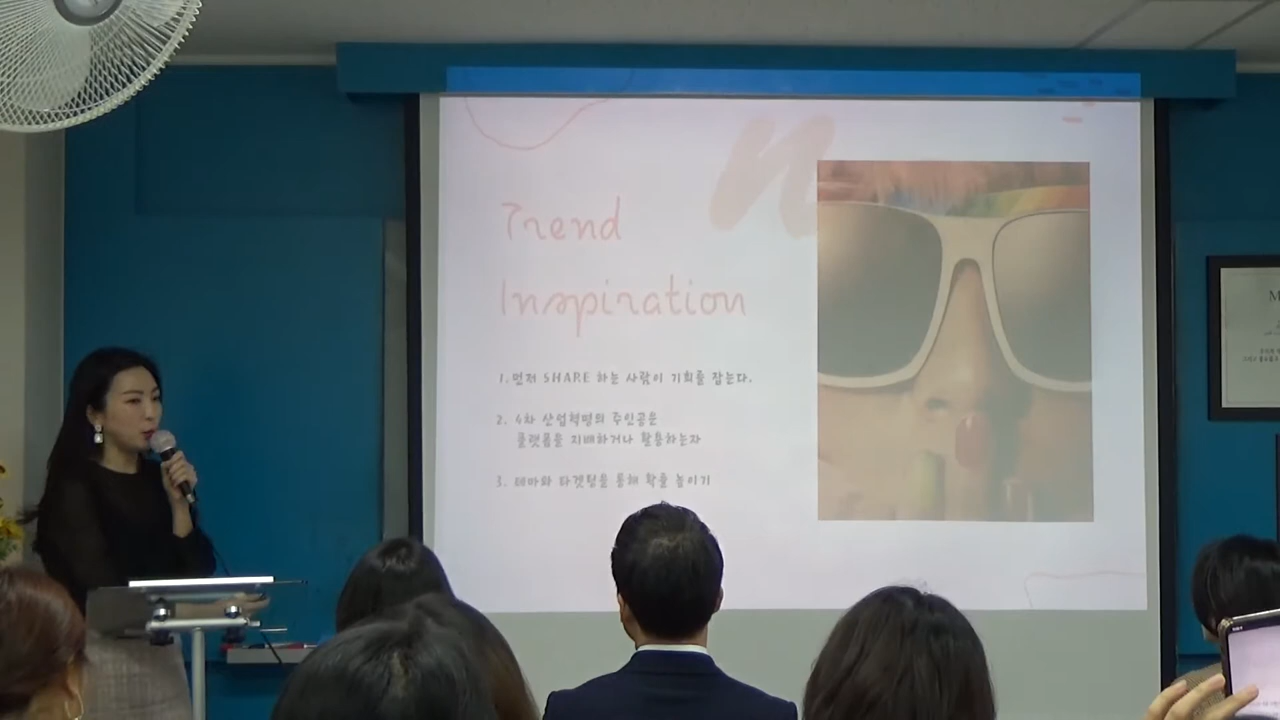 Trend
Inspiration
1. 먼저 SHARE 하는 사람이 기회를 잡는다.
2. 4차 산업혁명의 주인공은
플랫폼을 지배하거나 활용하는자
3. 테마와 타겟팅을 통해 확률 높이기
M